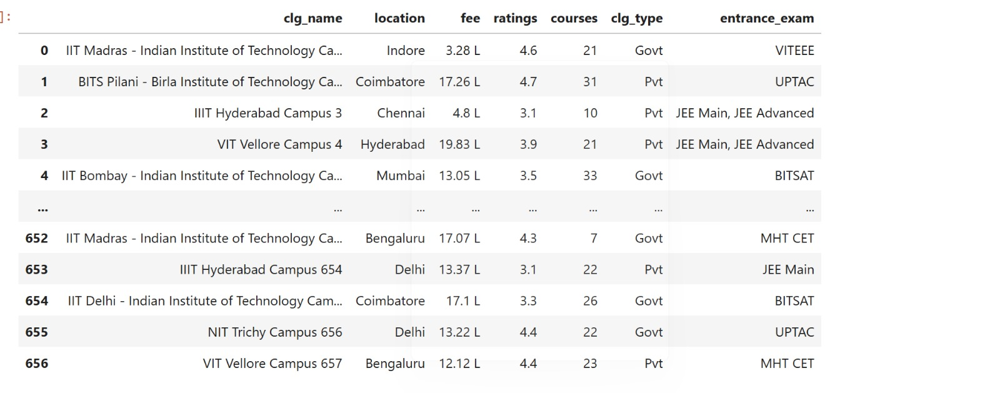 ]:
clg_name location fee ratings courses clg_type entrance_exam
0 IIT Madras - Indian Institute of Technology Ca... Indore 3.28 L 4.6 21 Govt VITEEE
1 BITS Pilani - Birla Institute of Technology Ca... Coimbatore 17.26 L 4.7 31 Pvt UPTAC
2 IIIT Hyderabad Campus 3 Chennai 4.8 L 3.1 10 Pvt JEE Main, JEE Advanced
3 VIT Vellore Campus 4 Hyderabad 19.83 L 3.9 21 Pvt JEE Main, JEE Advanced
4 IIT Bombay - Indian Institute of Technology Ca... Mumbai 13.05 L 3.5 33 Govt BITSAT
... ... ... ... ... ... ... ...
652 IIT Madras - Indian Institute of Technology Ca... Bengaluru 17.07 L 4.3 7 Govt MHT CET
653 IIIT Hyderabad Campus 654 Delhi 13.37 L 3.1 22 Pvt JEE Main
654 IIT Delhi - Indian Institute of Technology Cam... Coimbatore 17.1 L 3.3 26 Govt BITSAT
655 NIT Trichy Campus 656 Delhi 13.22 L 4.4 22 Govt UPTAC
656 VIT Vellore Campus 657 Bengaluru 12.12 L 4.4 23 Pvt MHT CET